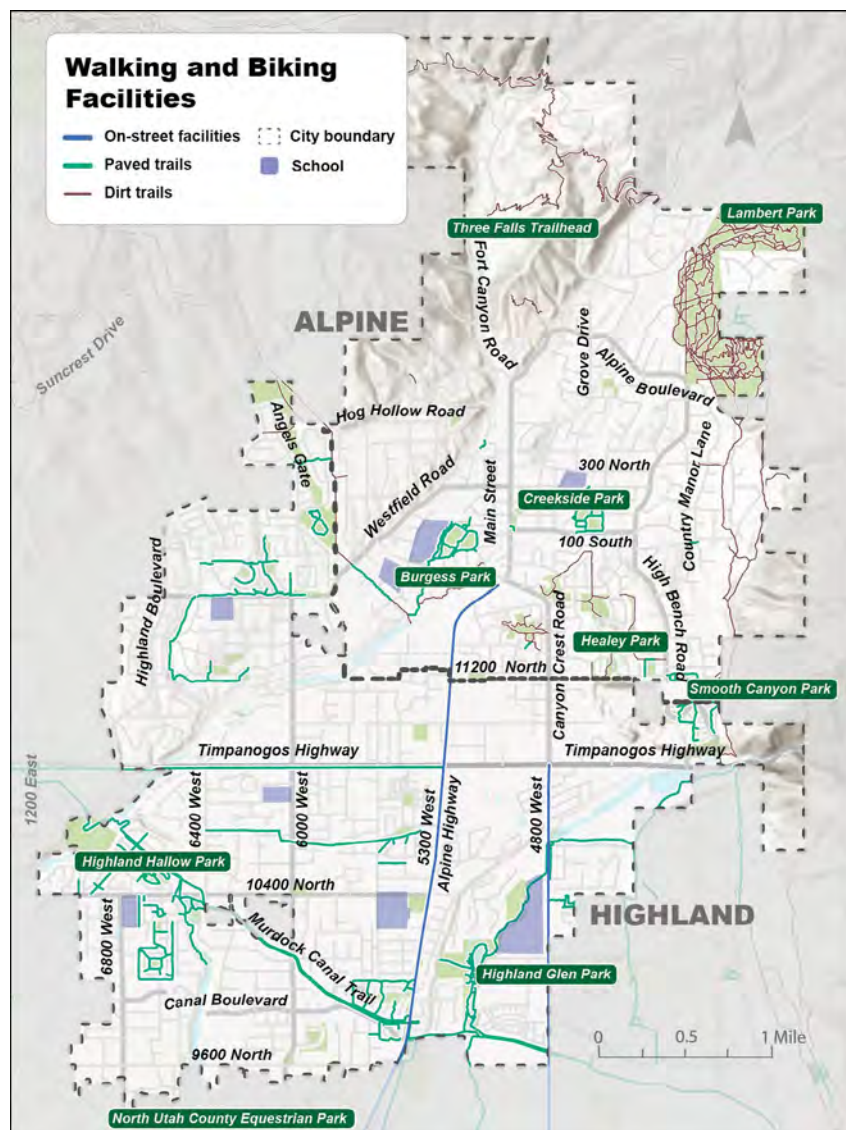 Walking and Biking
Facilities
On-street facilities
City boundary
Paved trails
School
Dirt trails
Lambert Park
Three Falls Trailhead
Fort Canyon Road
ALPINE
Suncrest Drive
Grove Drive
Alpine Boulevard
Hog Hollow Road
Angels Gate
Country Manor Lane
300 North
Westfield Road
Main Street
Creekside Park
100 South
High Bench Road
Burgess Park
Highland Boulevard
Canyon Crest Road
Healey Park
11200 North
Smooth Canyon Park
Timpanogos Highway
Timpanogos Highway
1200 East
6400 West
6000 West
5300 West
Alpine Highway
4800 West
Highland Hallow Park
10400 North
HIGHLAND
6800 West
Murdock Canal Trail
Highland Glen Park
Canal Boulevard
9600 North
0 0.5 1 Mile
North Utah County Equestrian Park